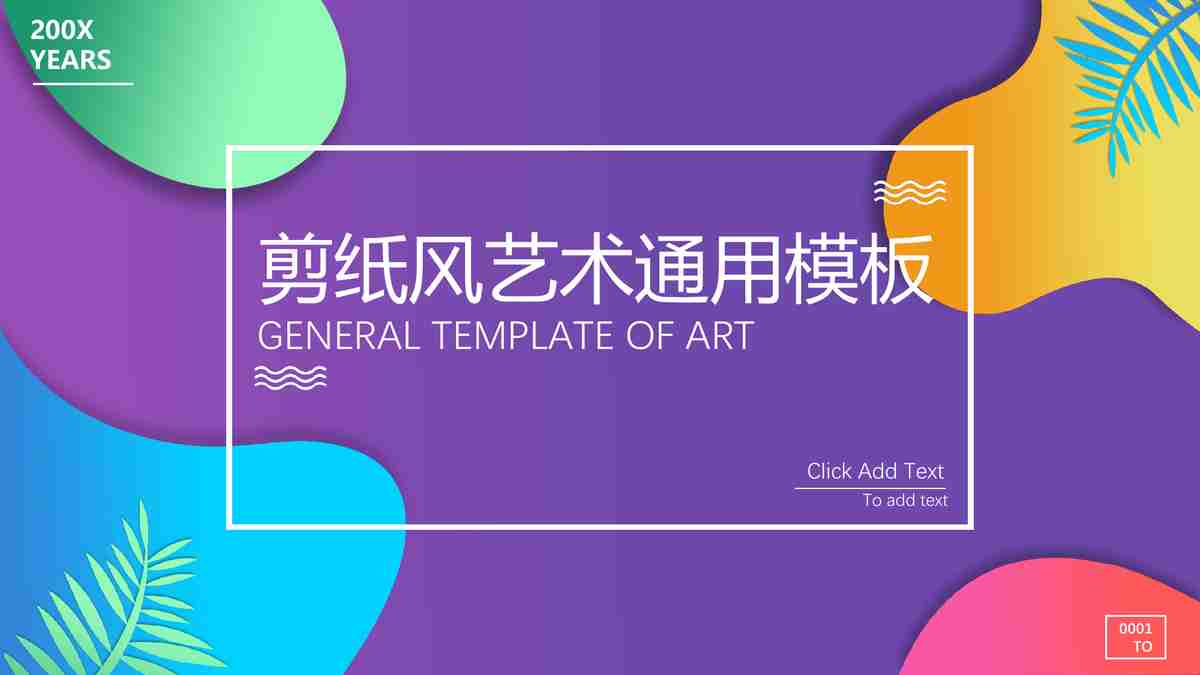 200X
YEARS
剪纸风艺术通用模板
GENERAL TEMPLATE OF ART
Click Add Text
To add text
0001
TO